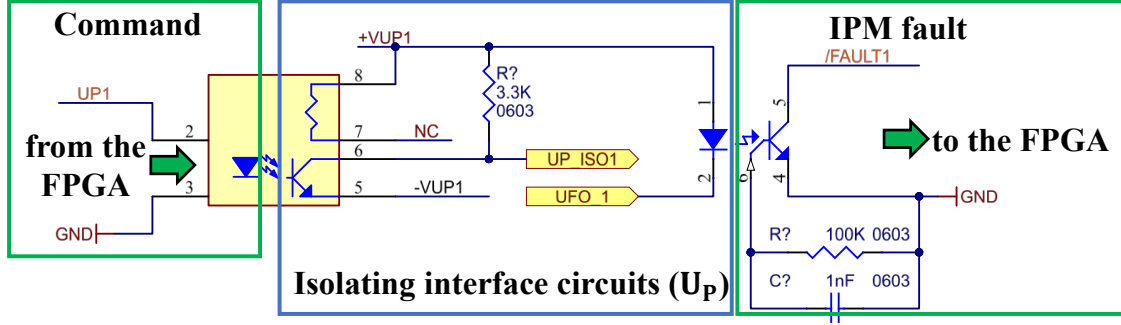 Command
IPM fault
+VUP1
/FAULT1
8
R?
3.3K
0603
1
5
UP1
2
7
NC
from the
FPGA
to the FPGA
6
UP_ISO1
3
5
-VUP1
UFO_1
2
6
4
GND
GND
R?
100K
0603
C?
1nF
0603
Isolating interface circuits (U_P)